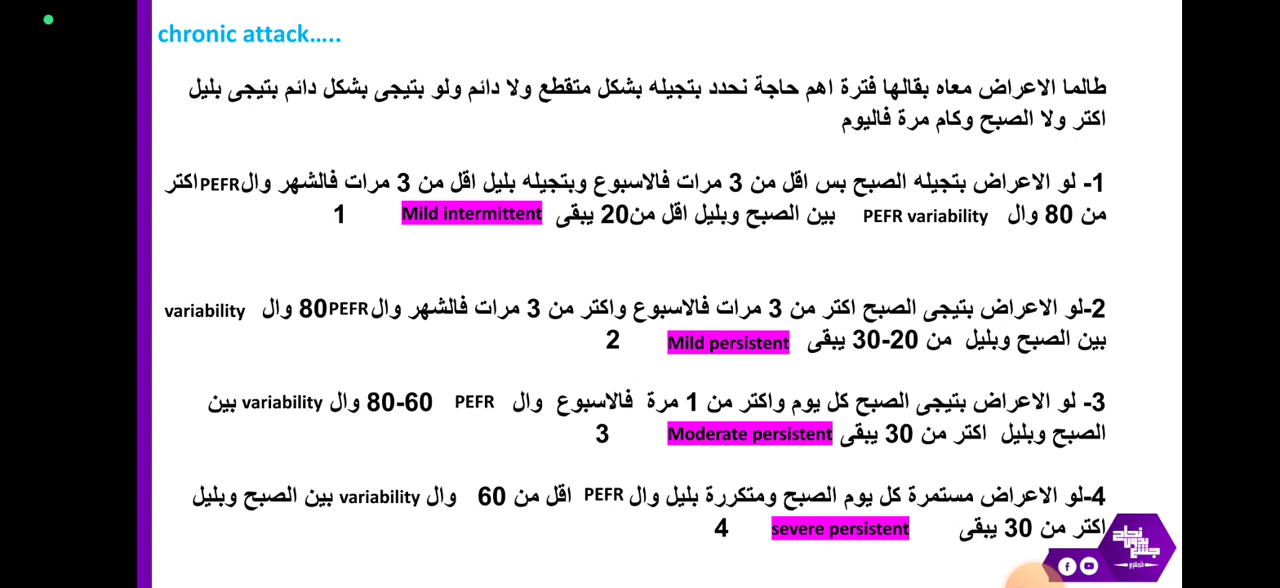 chronic attack.....
طالما الاعراض معاه بقالها فترة اهم حاجة نحدد بتجيله بشكل متقطع ولا دائم ولو بتيجى بشكل دائم بتيجى بليل
اكتر ولا الصبح وكام مرة فاليوم
1- لو الاعراض بتجيله الصبح بس اقل من 3 مرات فالاسبوع وبتجيله بليل اقل من 3 مرات فالشهر والPEFR اكتر
من 80 وال PEFR variability بين الصبح وبليل اقل من20 يبقى Mild intermittent 1
2-لو الاعراض بتيجى الصبح اكتر من 3 مرات فالاسبوع واكتر من 3 مرات فالشهر والPEFR80 وال variability
بين الصبح وبليل من 20-30 يبقى Mild persistent 2
3- لو الاعراض بتيجى الصبح كل يوم واكتر من 1 مرة فالاسبوع وال PEFR 60-80 وال variability بين
الصبح وبليل اكتر من 30 يبقى Moderate persistent 3
4-لو الاعراض مستمرة كل يوم الصبح ومتكررة بليل وال PEFR اقل من 60 وال variability بين الصبح وبليل
اكتر من 30 يبقى severe persistent 4